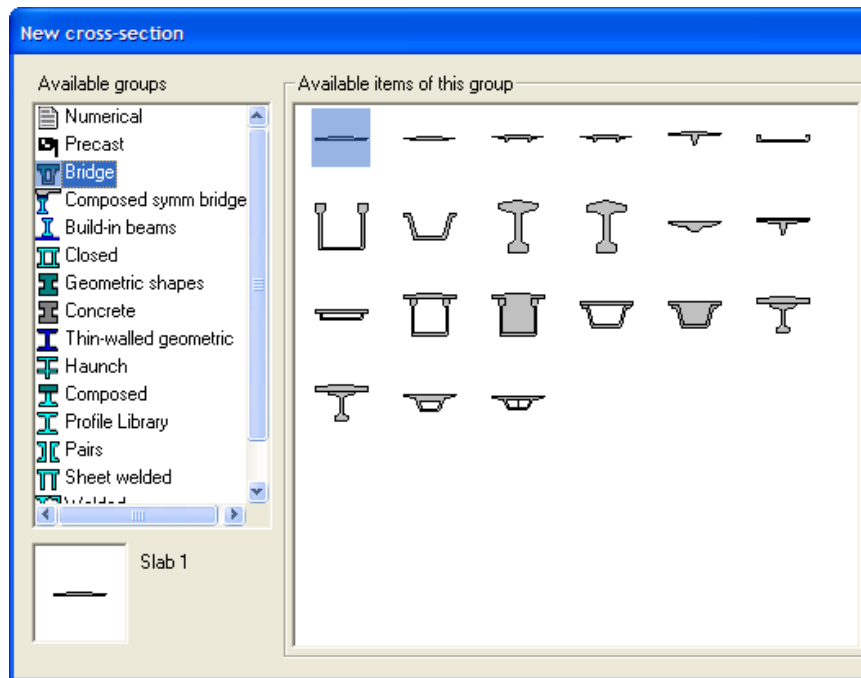 New cross-section
Available groups
Available items of this group
Numerical
Precast
Bridge
Composed symm bridge
Build-in beams
Closed
Geometric shapes
Concrete
Thin-walled geometric
Haunch
Composed
Profile Library
Pairs
Sheet welded
Welded
Slab 1